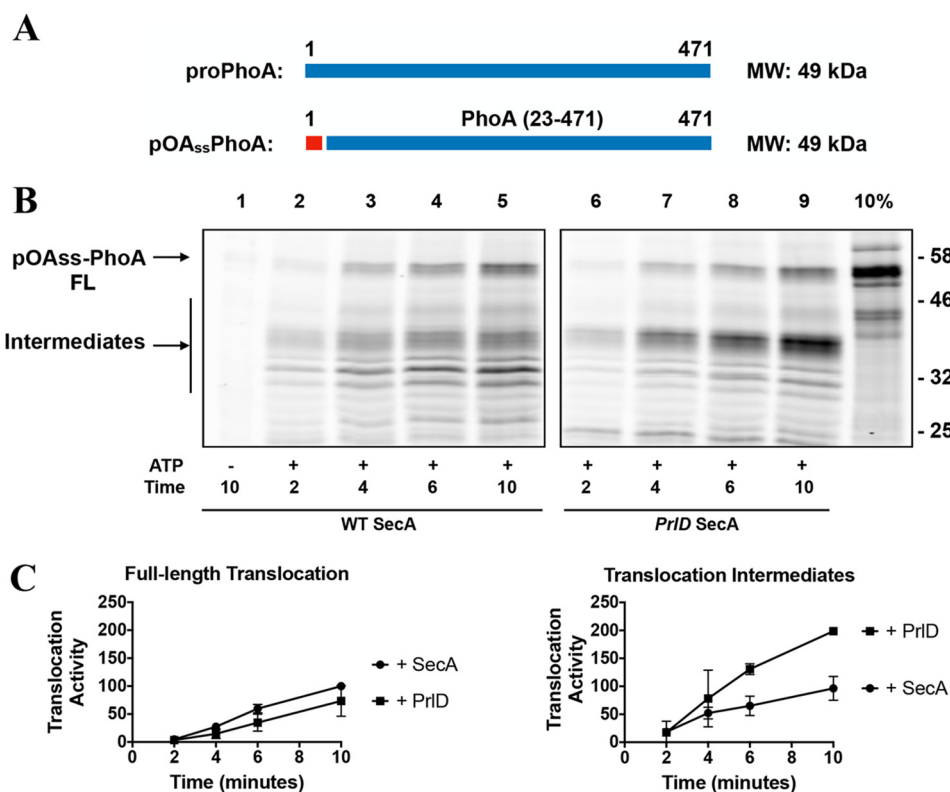 A
1 471
proPhoA: MW: 49 kDa
1 PhoA (23-471) 471
pOAssPhoA: MW: 49 kDa
B
1 2 3 4 5 6 7 8 9 10%
pOAss-PhoA
FL
Intermediates
- 58
- 46
- 32
- 25
ATP - + + + + + + + +
Time 10 2 4 6 10 2 4 6 10
WT SecA PrlD SecA
C
Full-length Translocation
Translocation
Activity
250
200
150
100
50
0
0 2 4 6 8 10
Time (minutes)
+ SecA
+ PrlD
Translocation Intermediates
Translocation
Activity
250
200
150
100
50
0
0 2 4 6 8 10
Time (minutes)
+ PrlD
+ SecA